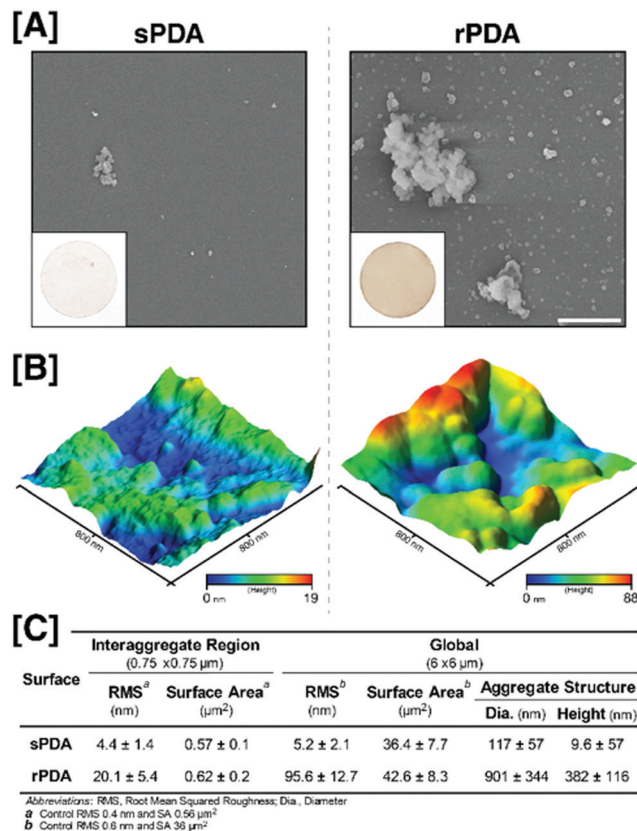 [A]
sPDA
rPDA
[B]
800 nm
800 nm
0 nm
(Height)
19
800 nm
800 nm
0 nm
(Height)
88
[C]
Interaggregate Region
Global
(0.75 x0.75 µm)
(6 x6 µm)
Surface
RMSᵃ
Surface Areaᵃ
RMSᵇ
Surface Areaᵇ
Aggregate Structure
(nm)
(µm²)
(nm)
(µm²)
Dia. (nm)
Height (nm)
sPDA 4.4 ± 1.4 0.57 ± 0.1 5.2 ± 2.1 36.4 ± 7.7 117 ± 57 9.6 ± 57
rPDA 20.1 ± 5.4 0.62 ± 0.2 95.6 ± 12.7 42.6 ± 8.3 901 ± 344 382 ± 116
Abbreviations: RMS, Root Mean Squared Roughness; Dia., Diameter
a Control RMS 0.4 nm and SA 0.56 µm²
b Control RMS 0.6 nm and SA 36 µm²